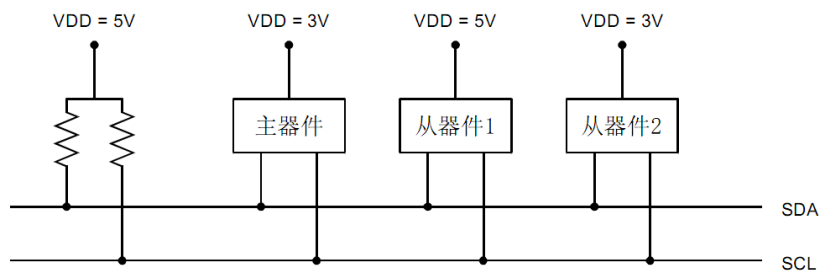 VDD = 5V
VDD = 3V
VDD = 5V
VDD = 3V
主器件
从器件1
从器件2
SDA
SCL